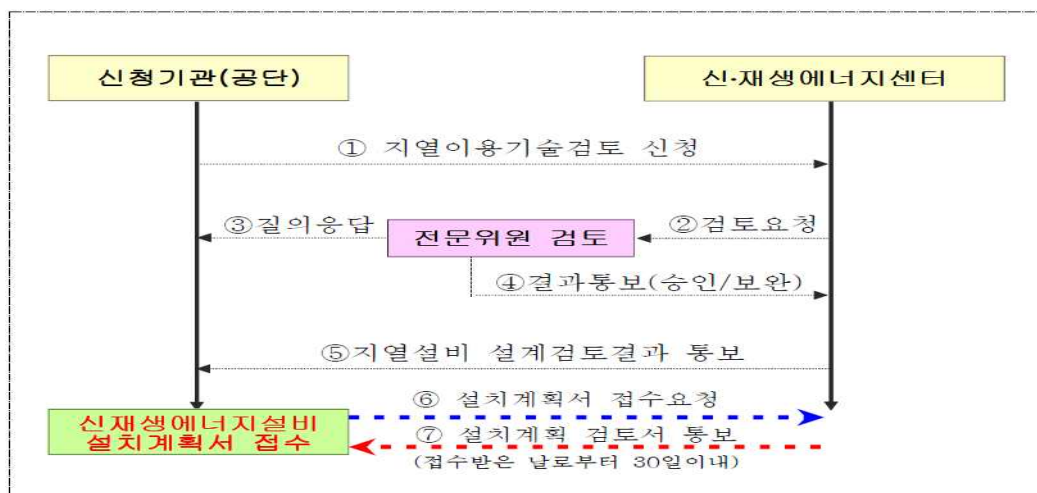 신청기관(공단)
신·재생에너지센터
① 지열이용기술검토 신청
③질의응답
전문위원 검토
②검토요청
④결과통보(승인/보완)
⑤지열설비 설계검토결과 통보
⑥ 설치계획서 접수요청
신재생에너지설비
설치계획서 접수
⑦ 설치계획 검토서 통보
(접수받은 날로부터 30일이내)